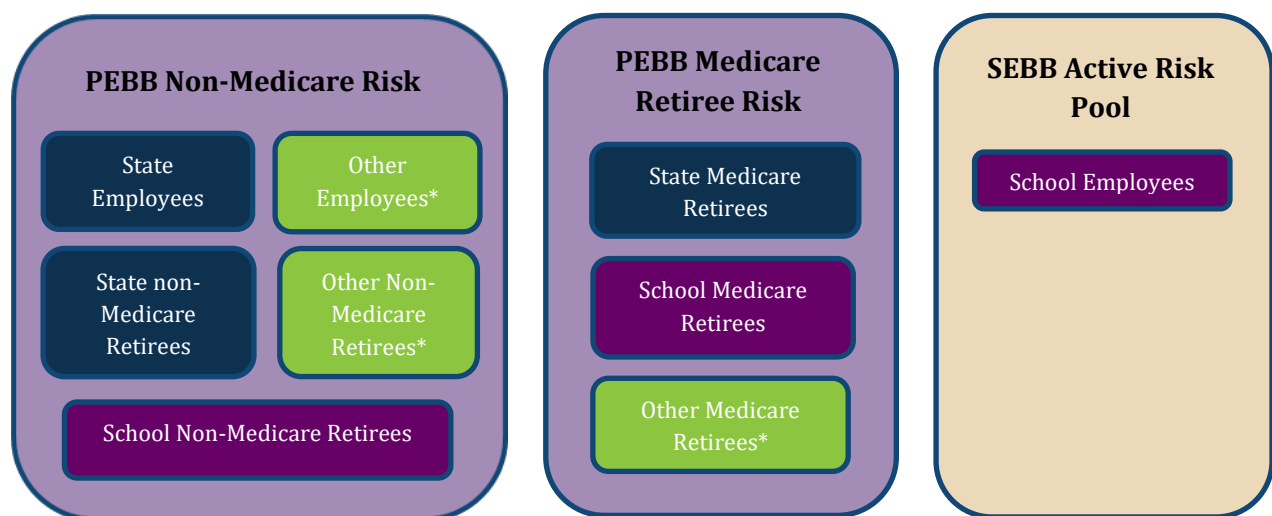 PEBB Non-Medicare Risk
State
Employees
Other
Employees*
State non-
Medicare
Retirees
Other Non-
Medicare
Retirees*
School Non-Medicare Retirees
PEBB Medicare
Retiree Risk
State Medicare
Retirees
School Medicare
Retirees
Other Medicare
Retirees*
SEBB Active Risk
Pool
School Employees